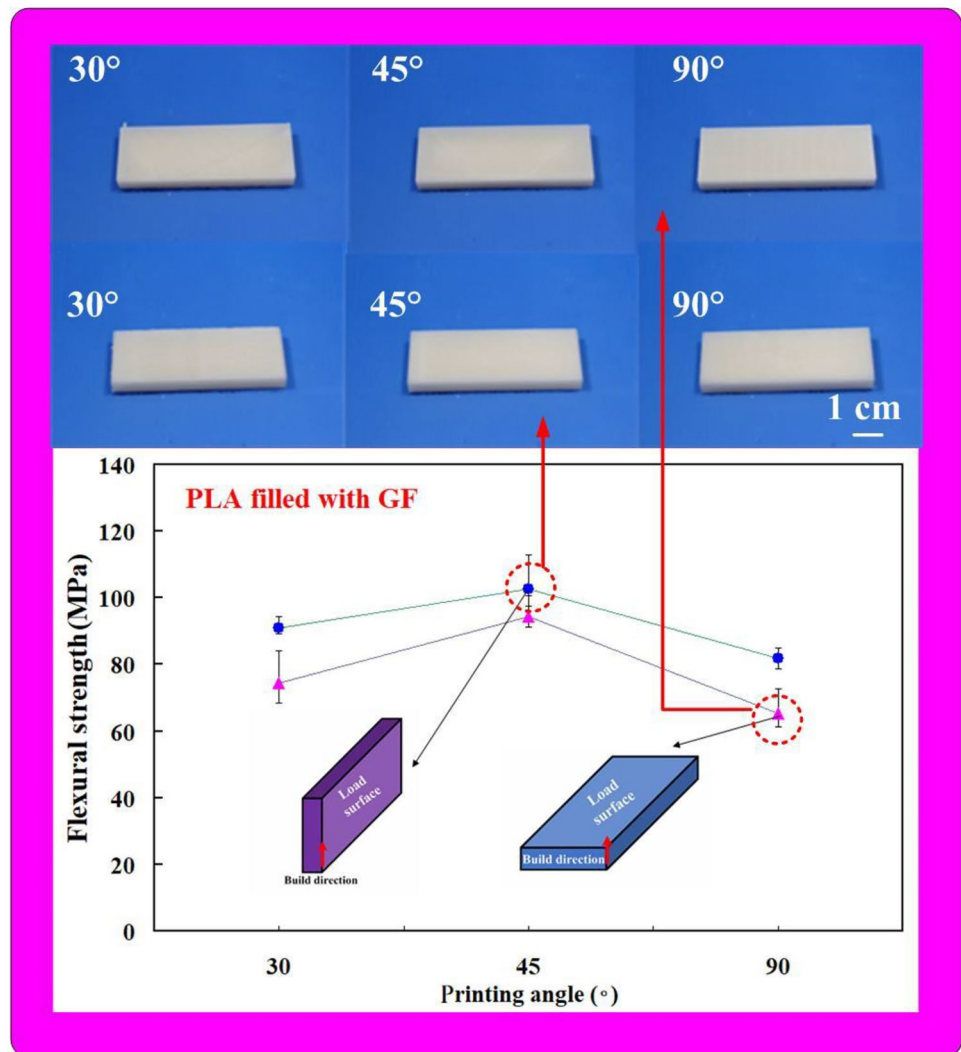 30°
45°
90°
30°
45°
90°
1 cm
PLA filled with GF
Flexural strength(MPa)
140
120
100
80
60
40
20
0
Load
surface
Build direction
Load
surface
Build direction
30
45
90
Printing angle (°)